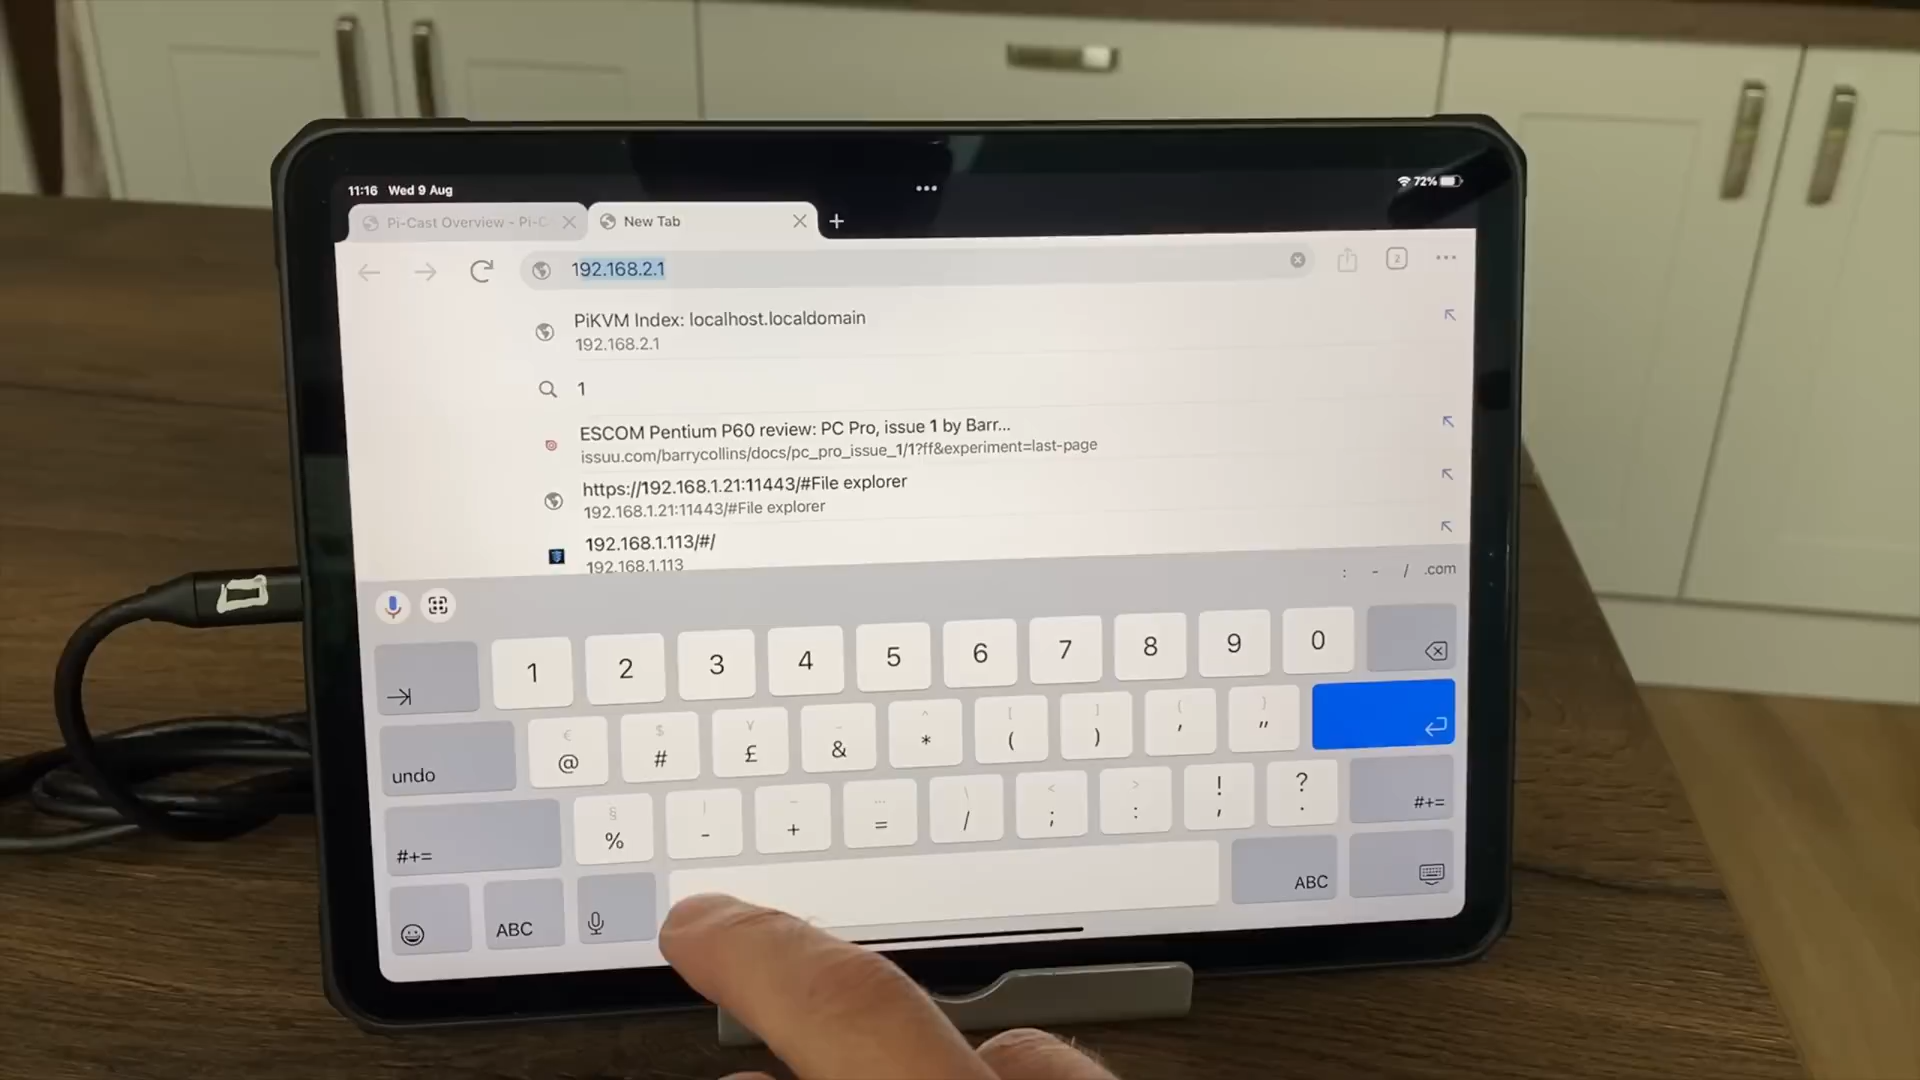 11:16 Wed 9 Aug
72%
Pi-Cast Overview - Pi-C
New Tab
2
192.168.2.1
PiKVM Index: localhost.localdomain
192.168.2.1
1
ESCOM Pentium P60 review: PC Pro, issue 1 by Barr...
issuu.com/barrycollins/docs/pc_pro_issue_1/1?ff&experiment=last-page
https://192.168.1.21:11443/#File explorer
192.168.1.21:11443/#File explorer
192.168.1.113/#/
192.168.1.113
: - / .com
1 2 3 4 5 6 7 8 9 0
€ $ ¥ _ ^ [ ] { }
undo @ # £ & * ( ) ' "
§ | ~ … \ < > ! ?
#+= % - + = / ; : , . #+=
ABC ABC